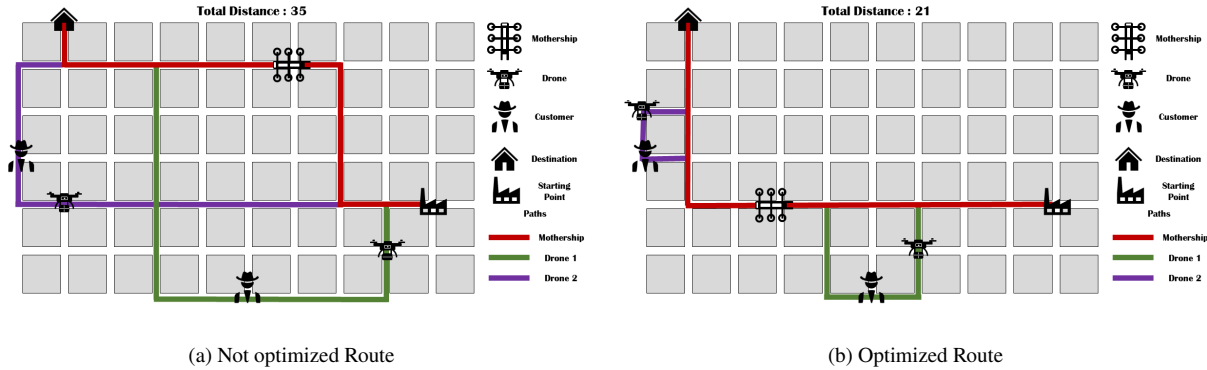 Total Distance : 35
Mothership
Drone
Customer
Destination
Starting
Point
Paths
Mothership
Drone 1
Drone 2
(a) Not optimized Route
Total Distance : 21
Mothership
Drone
Customer
Destination
Starting
Point
Paths
Mothership
Drone 1
Drone 2
(b) Optimized Route